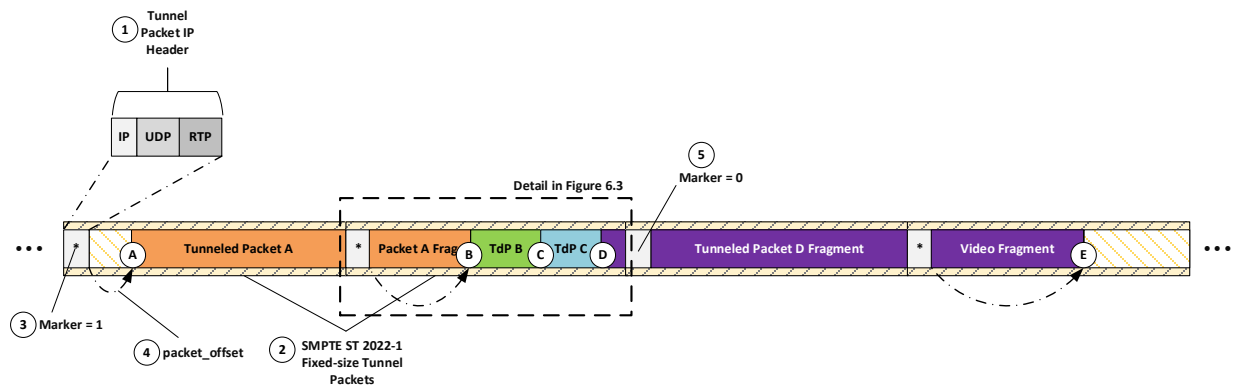 1
Tunnel
Packet IP
Header
IP UDP RTP
5
Marker = 0
Detail in Figure 6.3
••• * A Tunneled Packet A * Packet A Frag B TdP B C TdP C D Tunneled Packet D Fragment * Video Fragment E •••
3 Marker = 1
4 packet_offset
2 SMPTE ST 2022-1
Fixed-size Tunnel
Packets